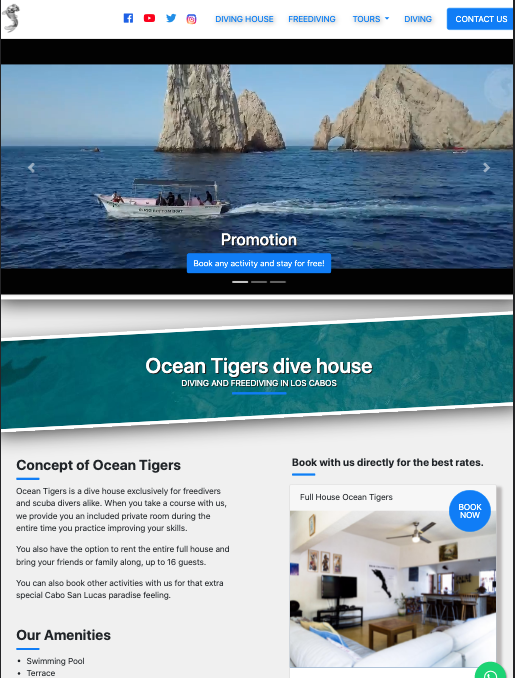 DIVING HOUSE FREEDIVING TOURS DIVING CONTACT US
Promotion
Book any activity and stay for free!
Ocean Tigers dive house
DIVING AND FREEDIVING IN LOS CABOS
Concept of Ocean Tigers
Ocean Tigers is a dive house exclusively for freedivers
and scuba divers alike. When you take a course with us,
we provide you an included private room during the
entire time you practice improving your skills.
You also have the option to rent the entire full house and
bring your friends or family along, up to 16 guests.
You can also book other activities with us for that extra
special Cabo San Lucas paradise feeling.
Our Amenities
• Swimming Pool
• Terrace
Book with us directly for the best rates.
Full House Ocean Tigers
BOOK
NOW